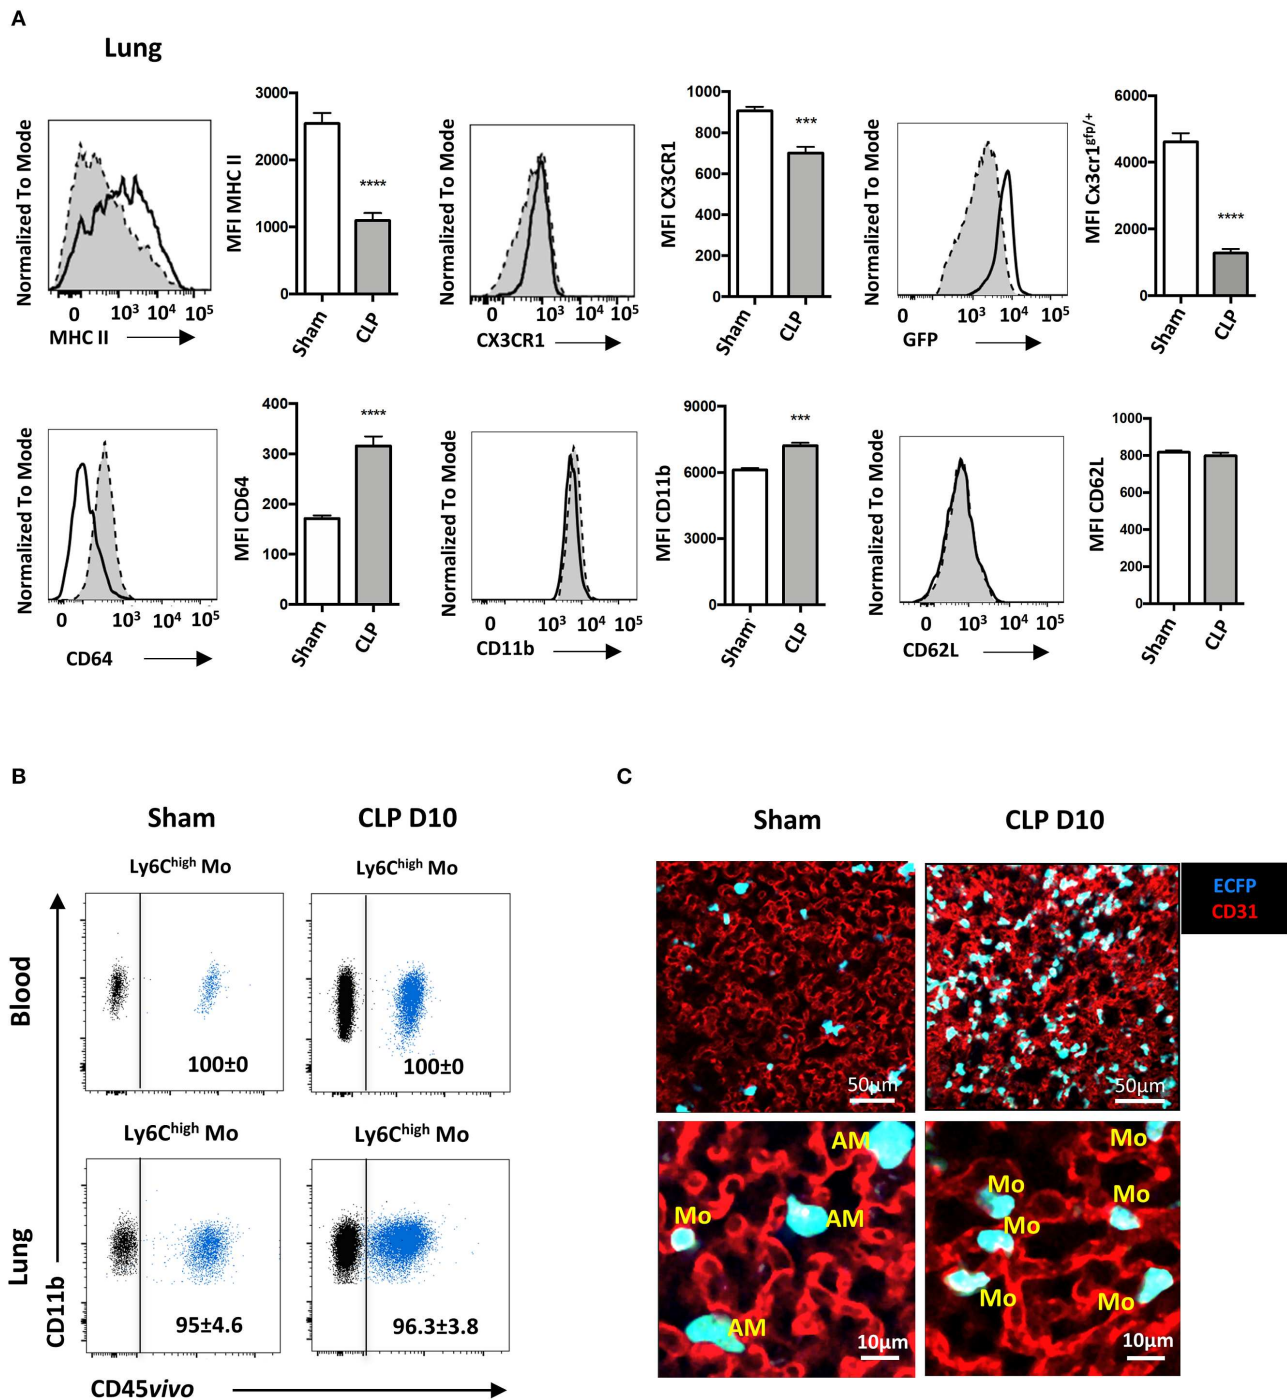 A
Lung
Normalized To Mode
0 10³ 10⁴ 10⁵
MHC II
MFI MHC II
3000
2000
1000
0
****
Sham
CLP
Normalized To Mode
0 10³ 10⁴ 10⁵
CX3CR1
MFI CX3CR1
1000
800
600
400
200
0
***
Sham
CLP
Normalized To Mode
0 10³ 10⁴ 10⁵
GFP
MFI Cx3cr1gfp/+
6000
4000
2000
0
****
Sham
CLP
Normalized To Mode
0 10³ 10⁴ 10⁵
CD64
MFI CD64
400
300
200
100
0
****
Sham
CLP
Normalized To Mode
0 10³ 10⁴ 10⁵
CD11b
MFI CD11b
9000
6000
3000
0
***
Sham
CLP
Normalized To Mode
0 10³ 10⁴ 10⁵
CD62L
MFI CD62L
1000
800
600
400
200
0
Sham
CLP
B
Sham
CLP D10
Ly6Chigh Mo
Ly6Chigh Mo
Blood
100±0
100±0
Ly6Chigh Mo
Ly6Chigh Mo
Lung
95±4.6
96.3±3.8
CD11b
CD45vivo
C
Sham
CLP D10
ECFP
CD31
50μm
50μm
AM
AM
Mo
AM
10μm
Mo
Mo
Mo
Mo
Mo
Mo
10μm